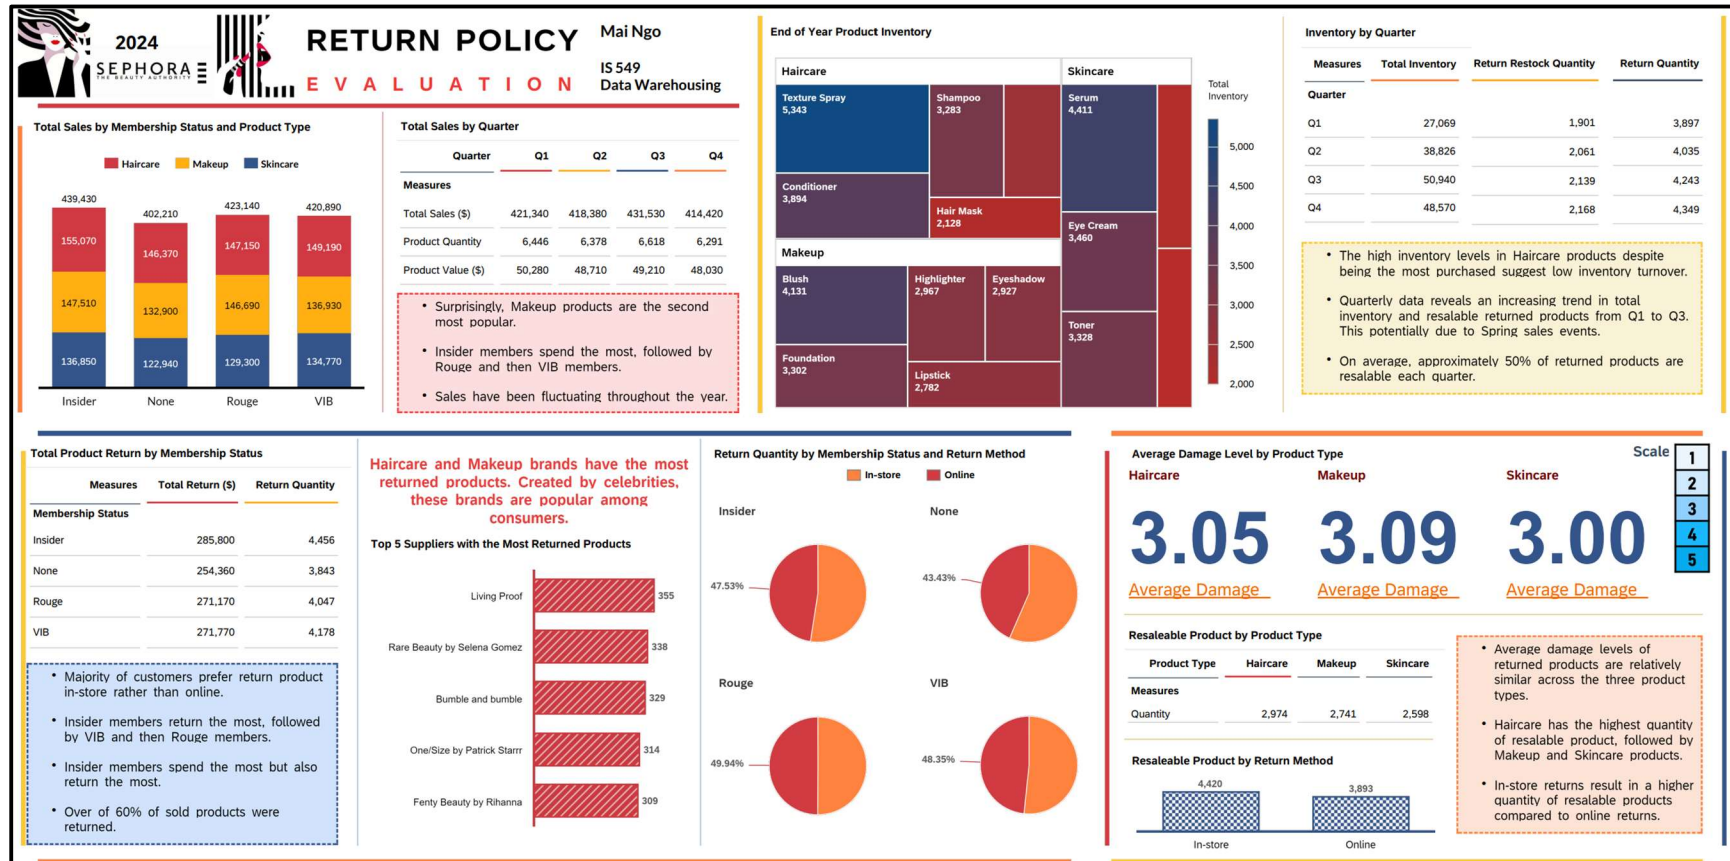 2024
SEPHORA
THE BEAUTY AUTHORITY
RETURN POLICY
EVALUATION
Mai Ngo
IS 549
Data Warehousing
Total Sales by Membership Status and Product Type
Haircare Makeup Skincare
439,430 402,210 423,140 420,890
155,070 146,370 147,150 149,190
147,510 132,900 146,690 136,930
136,850 122,940 129,300 134,770
Insider None Rouge VIB
Total Sales by Quarter
Quarter Q1 Q2 Q3 Q4
Measures
Total Sales ($) 421,340 418,380 431,530 414,420
Product Quantity 6,446 6,378 6,618 6,291
Product Value ($) 50,280 48,710 49,210 48,030
• Surprisingly, Makeup products are the second
most popular.
• Insider members spend the most, followed by
Rouge and then VIB members.
• Sales have been fluctuating throughout the year.
End of Year Product Inventory
Haircare
Texture Spray
5,343
Shampoo
3,283
Conditioner
3,894
Hair Mask
2,128
Makeup
Blush
4,131
Highlighter
2,967
Eyeshadow
2,927
Foundation
3,302
Lipstick
2,782
Skincare
Serum
4,411
Eye Cream
3,460
Toner
3,328
Total
Inventory
5,000
4,500
4,000
3,500
3,000
2,500
2,000
Inventory by Quarter
Measures Total Inventory Return Restock Quantity Return Quantity
Quarter
Q1 27,069 1,901 3,897
Q2 38,826 2,061 4,035
Q3 50,940 2,139 4,243
Q4 48,570 2,168 4,349
• The high inventory levels in Haircare products despite
being the most purchased suggest low inventory turnover.
• Quarterly data reveals an increasing trend in total
inventory and resalable returned products from Q1 to Q3.
This potentially due to Spring sales events.
• On average, approximately 50% of returned products are
resalable each quarter.
Total Product Return by Membership Status
Measures Total Return ($) Return Quantity
Membership Status
Insider 285,800 4,456
None 254,360 3,843
Rouge 271,170 4,047
VIB 271,770 4,178
• Majority of customers prefer return product
in-store rather than online.
• Insider members return the most, followed
by VIB and then Rouge members.
• Insider members spend the most but also
return the most.
• Over of 60% of sold products were
returned.
Haircare and Makeup brands have the most
returned products. Created by celebrities,
these brands are popular among
consumers.
Top 5 Suppliers with the Most Returned Products
Living Proof 355
Rare Beauty by Selena Gomez 338
Bumble and bumble 329
One/Size by Patrick Starrr 314
Fenty Beauty by Rihanna 309
Return Quantity by Membership Status and Return Method
In-store Online
Insider None
47.53% 43.43%
Rouge VIB
49.94% 48.35%
Average Damage Level by Product Type
Scale 1
2
3
4
5
Haircare Makeup Skincare
3.05 3.09 3.00
Average Damage Average Damage Average Damage
Resaleable Product by Product Type
Product Type Haircare Makeup Skincare
Measures
Quantity 2,974 2,741 2,598
Resaleable Product by Return Method
4,420 3,893
In-store Online
• Average damage levels of
returned products are relatively
similar across the three product
types.
• Haircare has the highest quantity
of resalable product, followed by
Makeup and Skincare products.
• In-store returns result in a higher
quantity of resalable products
compared to online returns.